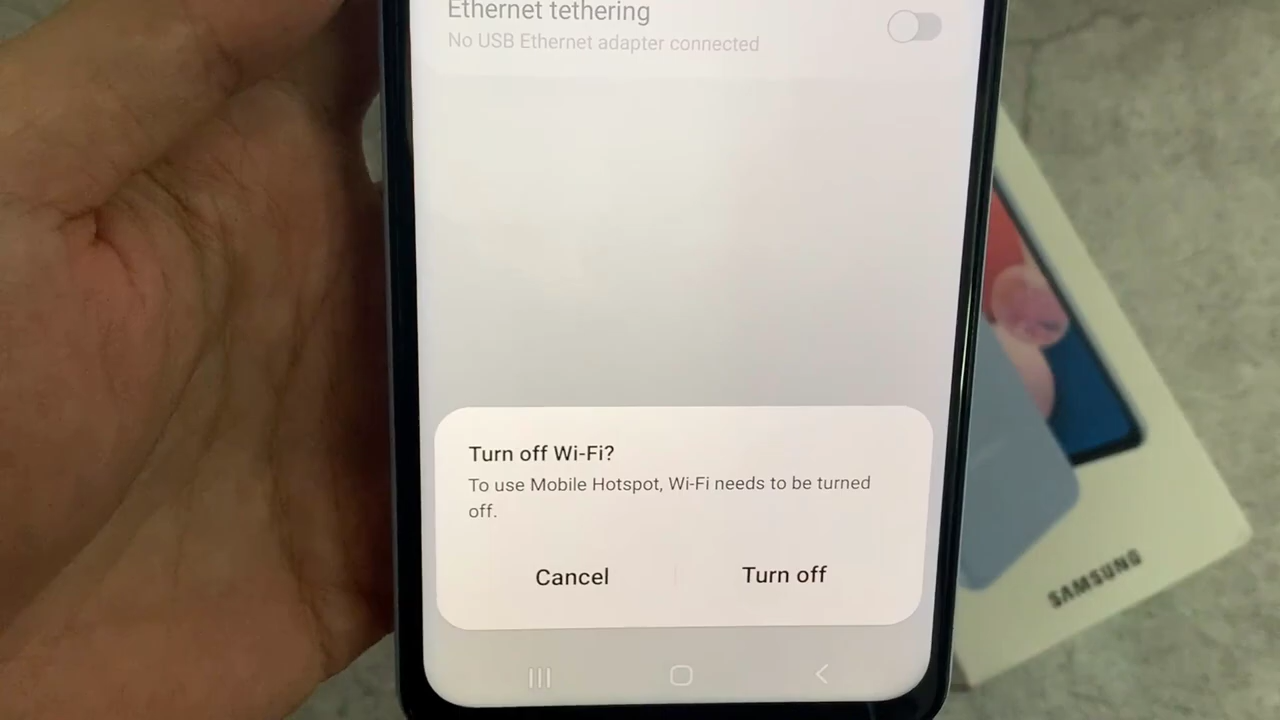 Ethernet tethering
No USB Ethernet adapter connected
Turn off Wi-Fi?
To use Mobile Hotspot, Wi-Fi needs to be turned
off.
Cancel
Turn off
SAMSUNG